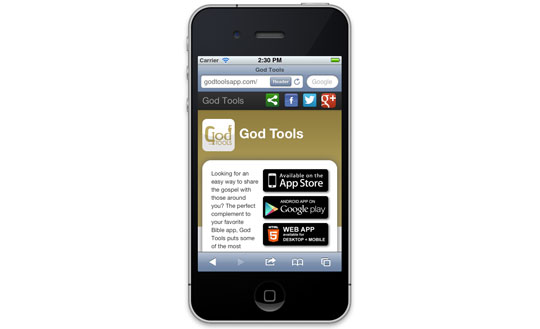 Carrier 2:30 PM
God Tools
godtoolsapp.com/ Reader Google
God Tools f g+
God TOOLS
God Tools
Looking for an
easy way to share
the gospel with
those around
you? The perfect
complement to
your favorite
Bible app, God
Tools puts some
of the most
Available on the
App Store
ANDROID APP ON
Google play
HTML 5
WEB APP
available for
DESKTOP + MOBILE